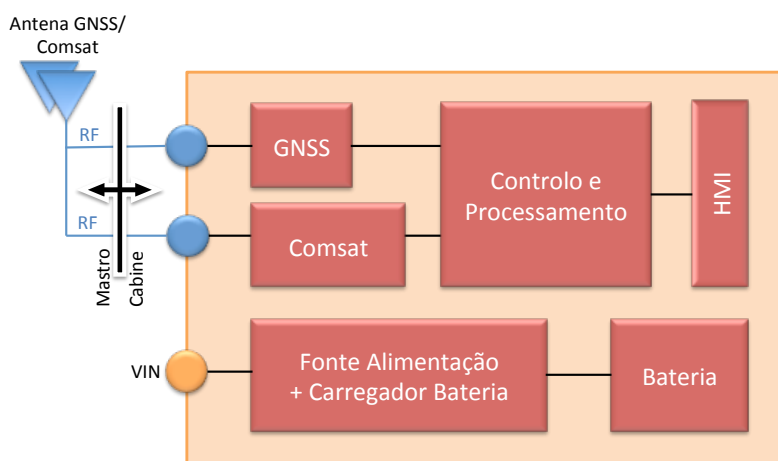 Antena GNSS/
Comsat
RF
GNSS
Controlo e
Processamento
HMI
RF
Comsat
Mastro
Cabine
VIN
Fonte Alimentação
+ Carregador Bateria
Bateria